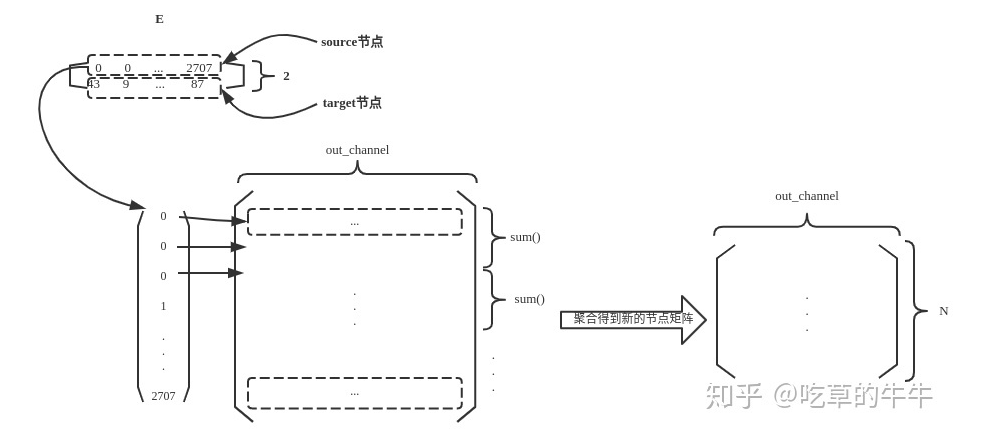 E
source节点
0 0 ... 2707
2
43 9 ... 87
target节点
out_channel
out_channel
0
...
sum()
0
0
sum()
1
.
.
.
聚合得到新的节点矩阵
.
.
.
N
.
.
.
.
.
.
2707
...
知乎 @吃草的牛牛